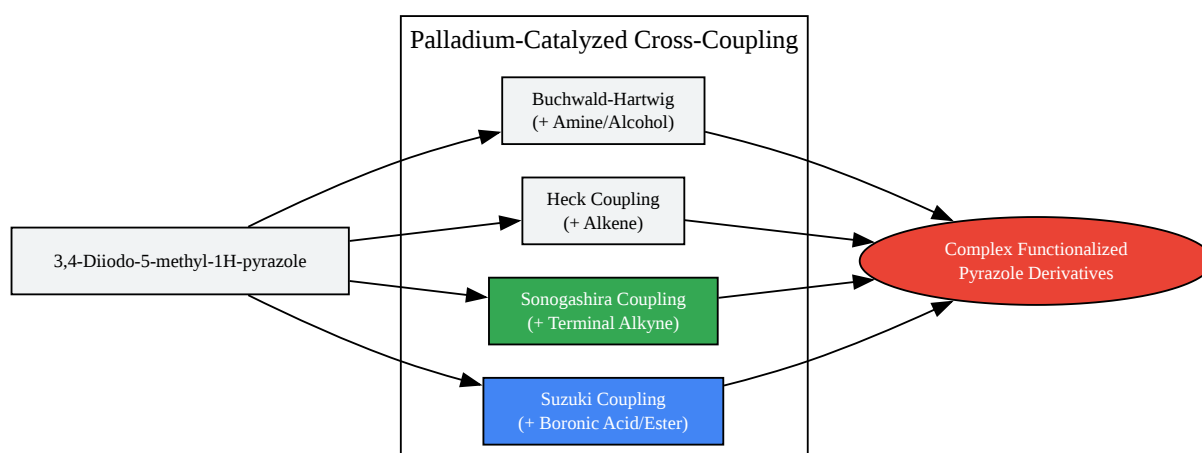 Palladium-Catalyzed Cross-Coupling
Buchwald-Hartwig
(+ Amine/Alcohol)
Heck Coupling
(+ Alkene)
3,4-Diiodo-5-methyl-1H-pyrazole
Complex Functionalized
Pyrazole Derivatives
Sonogashira Coupling
(+ Terminal Alkyne)
Suzuki Coupling
(+ Boronic Acid/Ester)